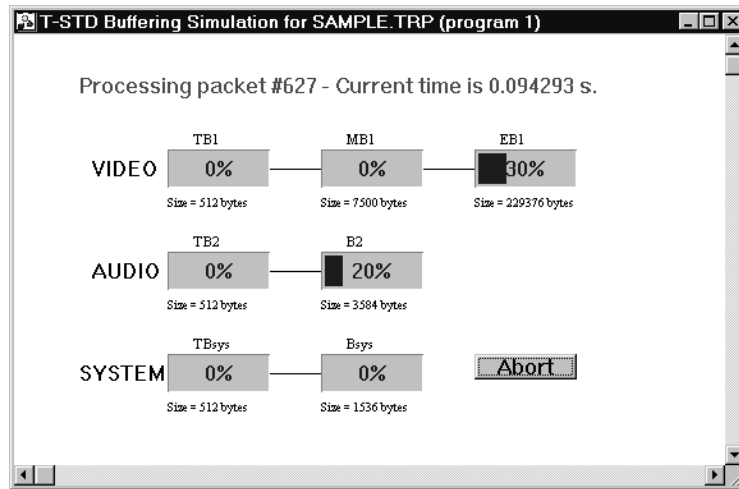 T-STD Buffering Simulation for SAMPLE.TRP (program 1)
Processing packet #627 - Current time is 0.094293 s.
TB1 MB1 EB1
VIDEO 0% 0% 30%
Size = 512 bytes Size = 7500 bytes Size = 229376 bytes
TB2 B2
AUDIO 0% 20%
Size = 512 bytes Size = 3584 bytes
TBsys Bsys
SYSTEM 0% 0% Abort
Size = 512 bytes Size = 1536 bytes